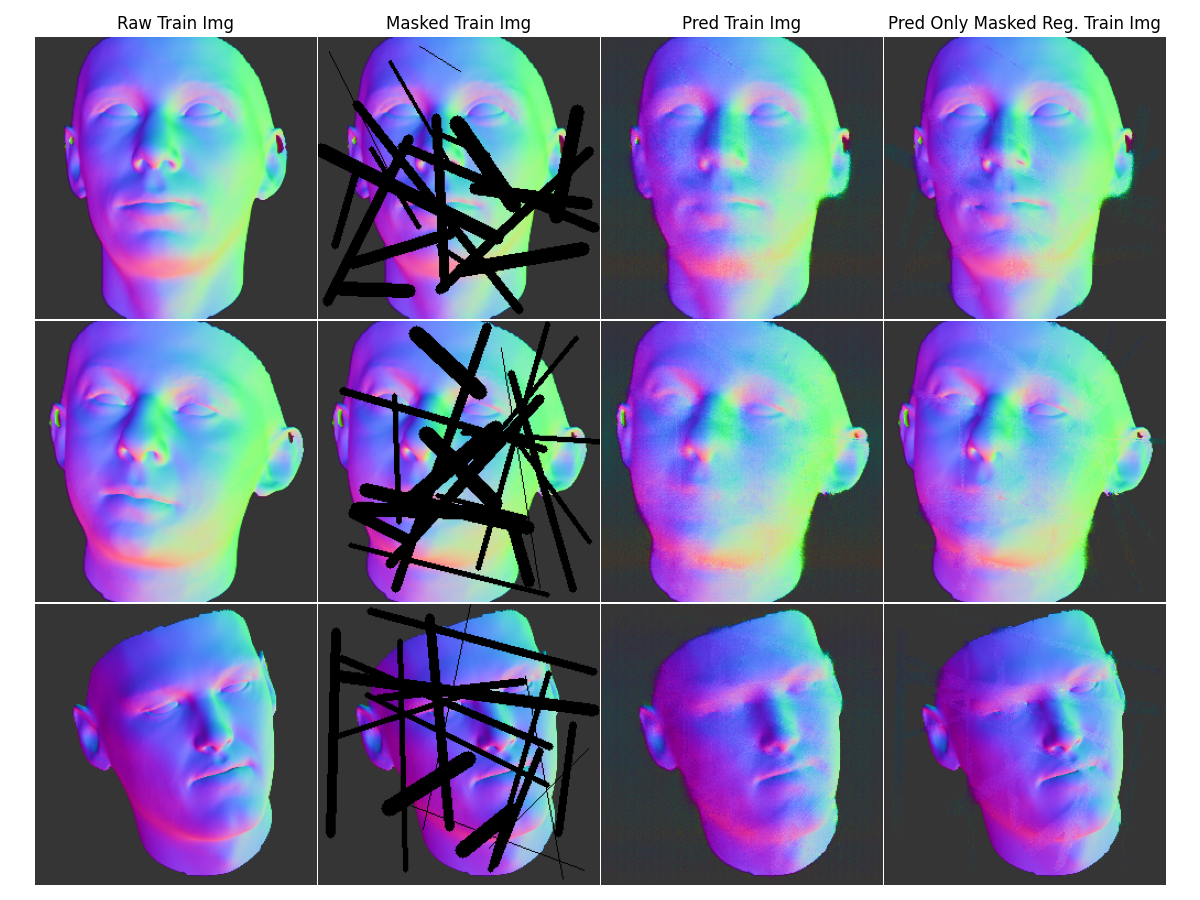 Raw Train Img
Masked Train Img
Pred Train Img
Pred Only Masked Reg. Train Img